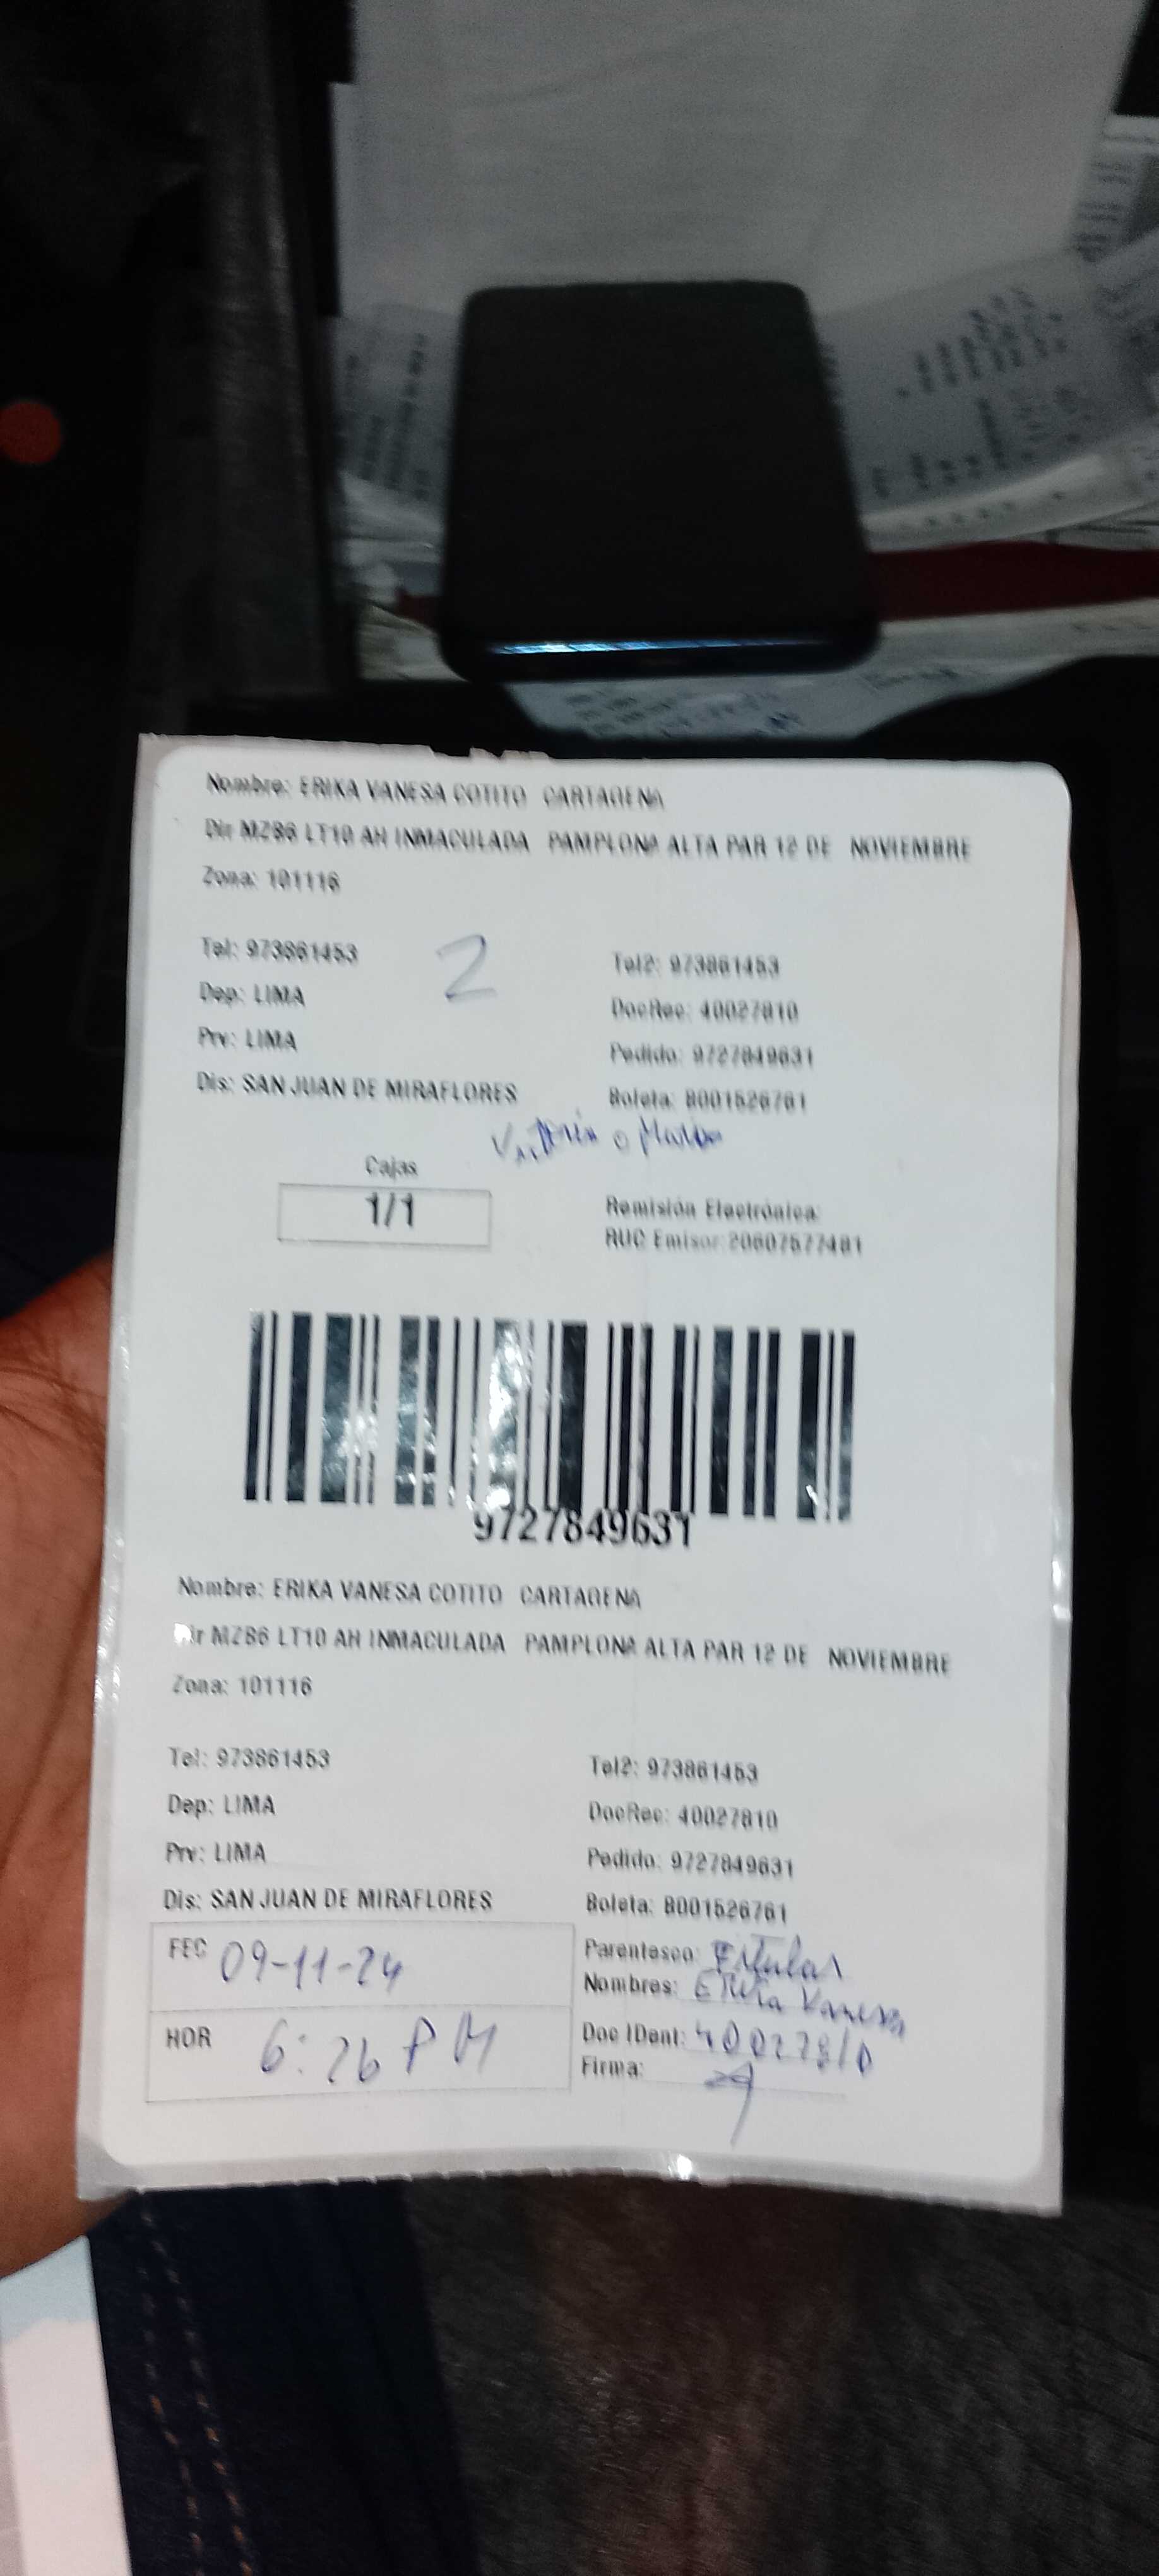 Nombre: ERIKA VANESA COTITO CARTAGENA
Dir MZ86 LT10 AH INMACULADA PAMPLONA ALTA PAR 12 DE NOVIEMBRE
Zona: 101116
2
Tel: 973861453 Tel2: 973861453
Dep: LIMA DocRec: 40027810
Prv: LIMA Pedido: 9727849631
Dis: SAN JUAN DE MIRAFLORES Boleta: B001526761
Cajas
1/1
Remisión Electrónica:
RUC Emisor: 20607577481
9727849631
Nombre: ERIKA VANESA COTITO CARTAGENA
Dir MZ86 LT10 AH INMACULADA PAMPLONA ALTA PAR 12 DE NOVIEMBRE
Zona: 101116
Tel: 973861453 Tel2: 973861453
Dep: LIMA DocRec: 40027810
Prv: LIMA Pedido: 9727849631
Dis: SAN JUAN DE MIRAFLORES Boleta: B001526761
FEC 09-11-24
Parentesco: Titular
Nombres: Erika Vanesa
HOR 6:26 PM
Doc IDent: 40027810
Firma: